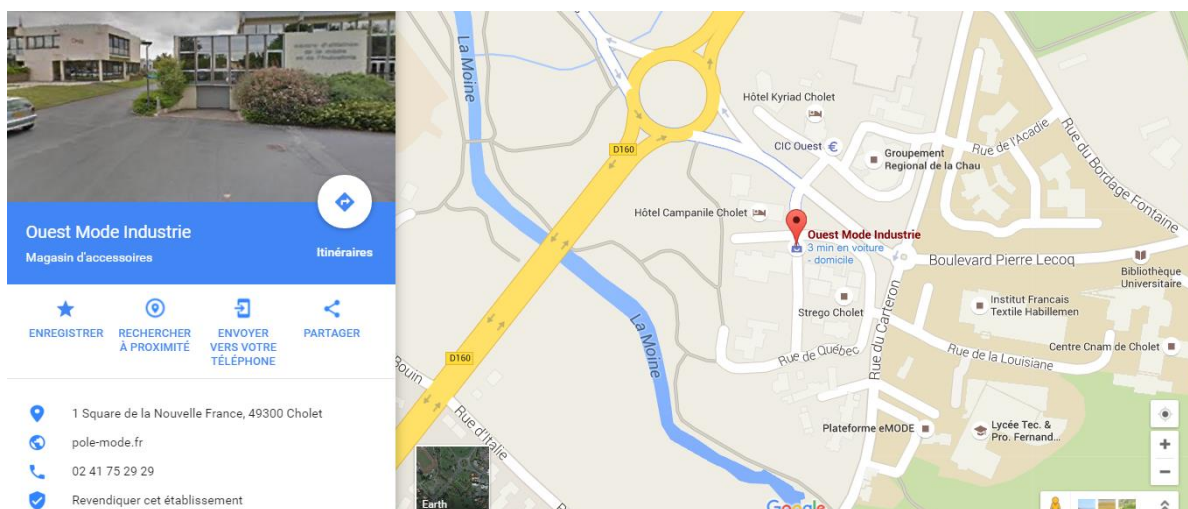 Ouest Mode Industrie
Magasin d'accessoires
Itinéraires
ENREGISTRER
RECHERCHER
À PROXIMITÉ
ENVOYER
VERS VOTRE
TÉLÉPHONE
PARTAGER
1 Square de la Nouvelle France, 49300 Cholet
pole-mode.fr
02 41 75 29 29
Revendiquer cet établissement
La Moine
Hôtel Kyriad Cholet
D160
CIC Ouest
Groupement
Regional de la Chau
Rue de l'Acadie
Rue du Bordage Fontaine
Hôtel Campanile Cholet
Ouest Mode Industrie
3 min en voiture
- domicile
Boulevard Pierre Lecoq
Bibliothèque
Universitaire
Institut Francais
Textile Habillemen
Strego Cholet
La Moine
Rue du Carteron
Centre Cnam de Cholet
Rue de Québec
Rue de la Louisiane
D160
Bouin
Rue d'Italie
Plateforme eMODE
Lycée Tec. &
Pro. Fernand...
Earth
Google